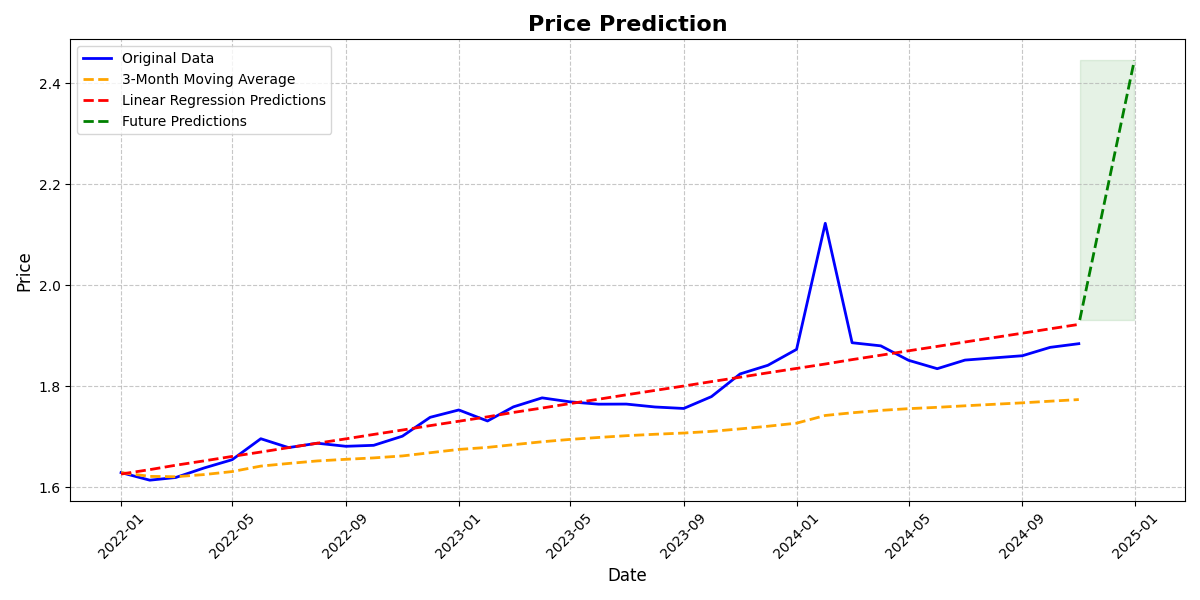 Price Prediction
Original Data
3-Month Moving Average
Linear Regression Predictions
Future Predictions
Price
2.4
2.2
2.0
1.8
1.6
2022-01
2022-05
2022-09
2023-01
2023-05
2023-09
2024-01
2024-05
2024-09
2025-01
Date